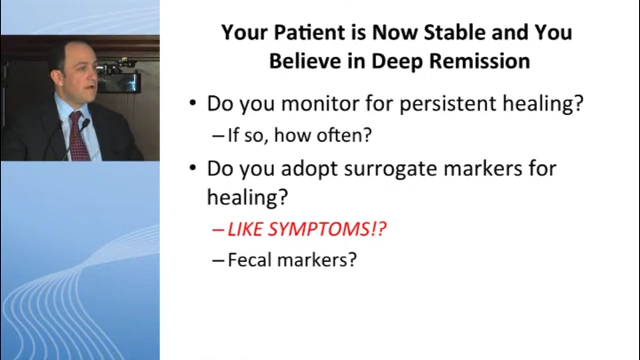 Your Patient is Now Stable and You
Believe in Deep Remission
• Do you monitor for persistent healing?
–If so, how often?
• Do you adopt surrogate markers for
healing?
–LIKE SYMPTOMS!?
–Fecal markers?